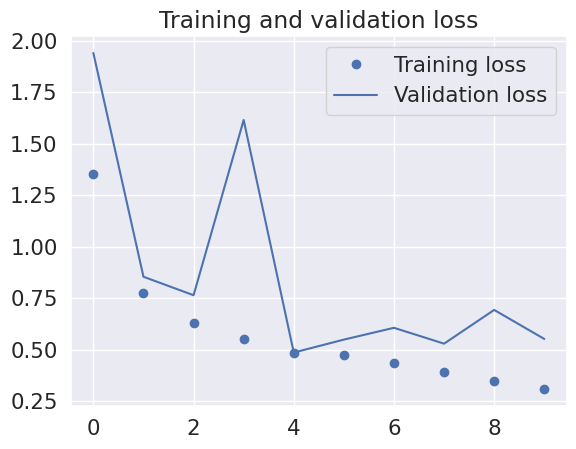 Training and validation loss
2.00
1.75
1.50
1.25
1.00
0.75
0.50
0.25
Training loss
Validation loss
0 2 4 6 8